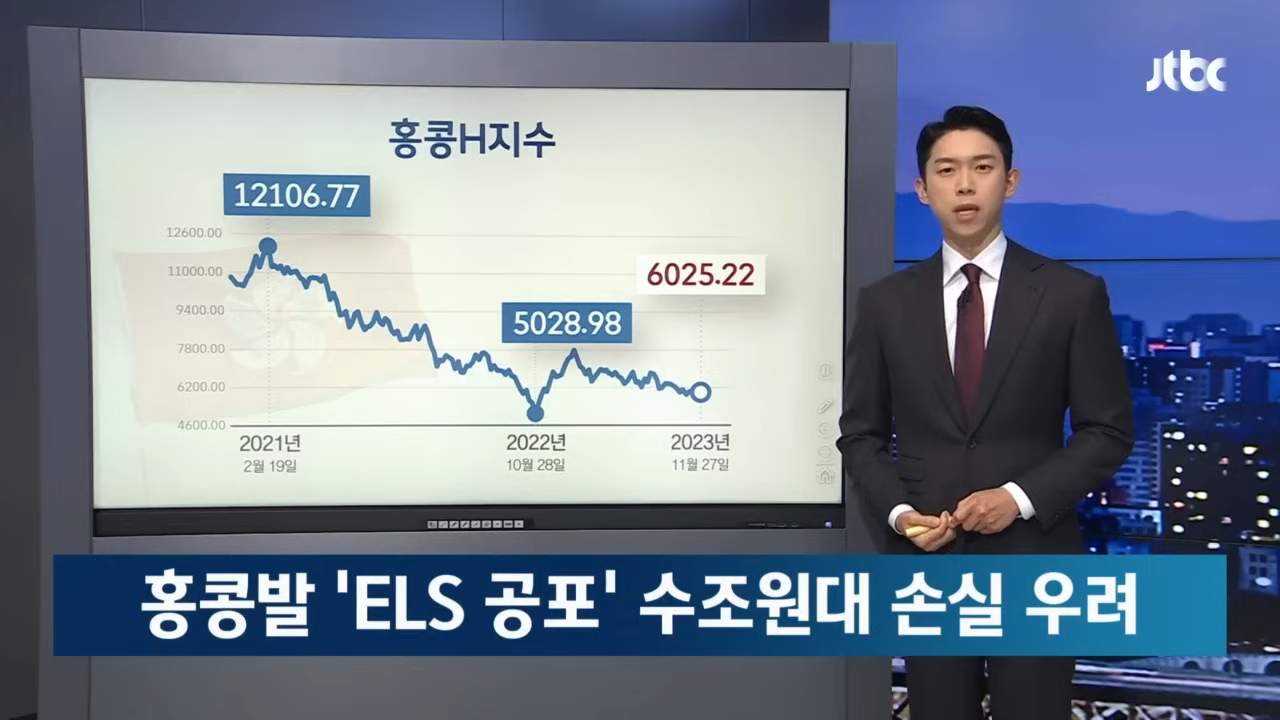 jtbc
홍콩H지수
12106.77
12600.00
11000.00
6025.22
9400.00
5028.98
7800.00
6200.00
4600.00
2021년
2022년
2023년
2월 19일
10월 28일
11월 27일
홍콩발 'ELS 공포' 수조원대 손실 우려